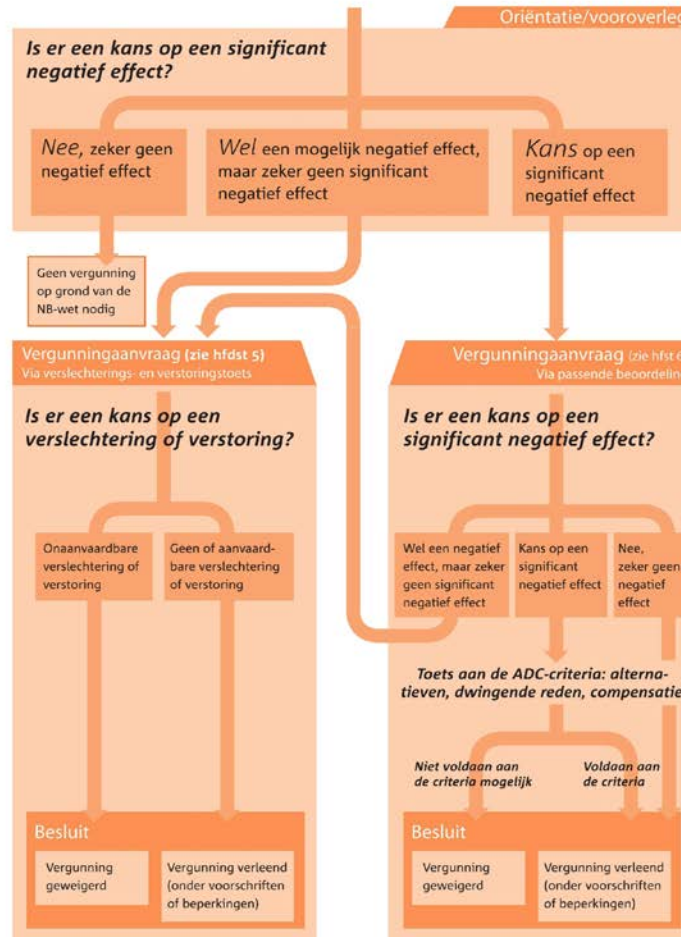 Oriëntatie/vooroverleg
Is er een kans op een significant
negatief effect?
Nee, zeker geen
negatief effect
Wel een mogelijk negatief effect,
maar zeker geen significant
negatief effect
Kans op een
significant
negatief effect
Geen vergunning
op grond van de
NB-wet nodig
Vergunningaanvraag (zie hfdst 5)
Via verslechterings- en verstoringstoets
Is er een kans op een
verslechtering of verstoring?
Onaanvaardbare
verslechtering of
verstoring
Geen of aanvaard-
bare verslechtering
of verstoring
Besluit
Vergunning
geweigerd
Vergunning verleend
(onder voorschriften
of beperkingen)
Vergunningaanvraag (zie hfst 6
Via passende beoordeling
Is er een kans op een
significant negatief effect?
Wel een negatief
effect, maar zeker
geen significant
negatief effect
Kans op een
significant
negatief effect
Nee,
zeker geen
negatief
effect
Toets aan de ADC-criteria: alterna-
tieven, dwingende reden, compensatie
Niet voldaan aan
de criteria mogelijk
Voldaan aan
de criteria
Besluit
Vergunning
geweigerd
Vergunning verleend
(onder voorschriften
of beperkingen)